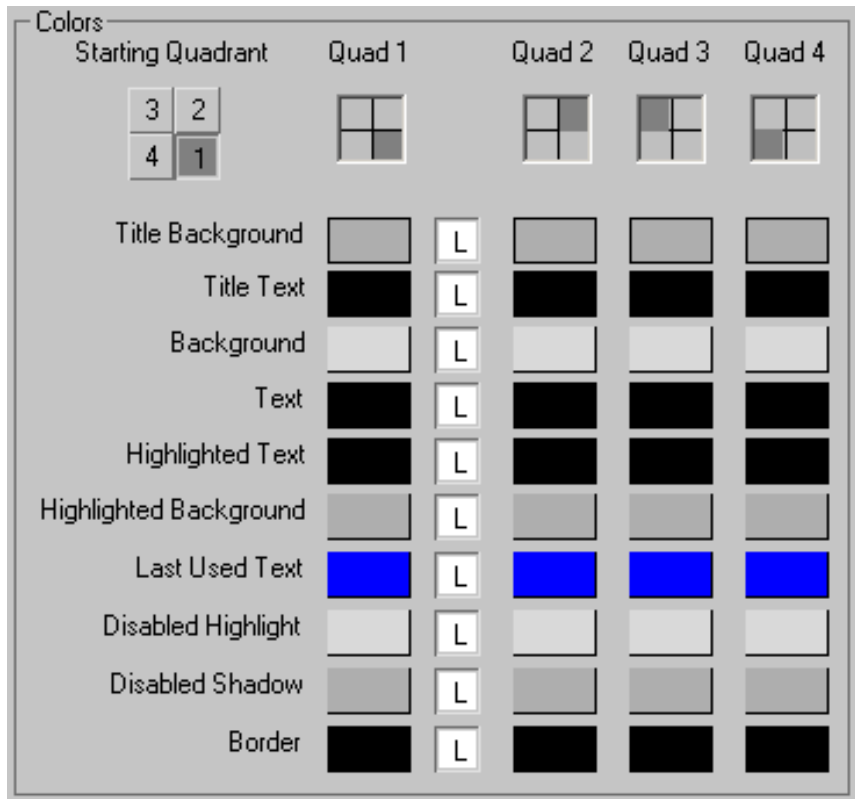 Colors
Starting Quadrant Quad 1 Quad 2 Quad 3 Quad 4
3 2
4 1
Title Background L
Title Text L
Background L
Text L
Highlighted Text L
Highlighted Background L
Last Used Text L
Disabled Highlight L
Disabled Shadow L
Border L